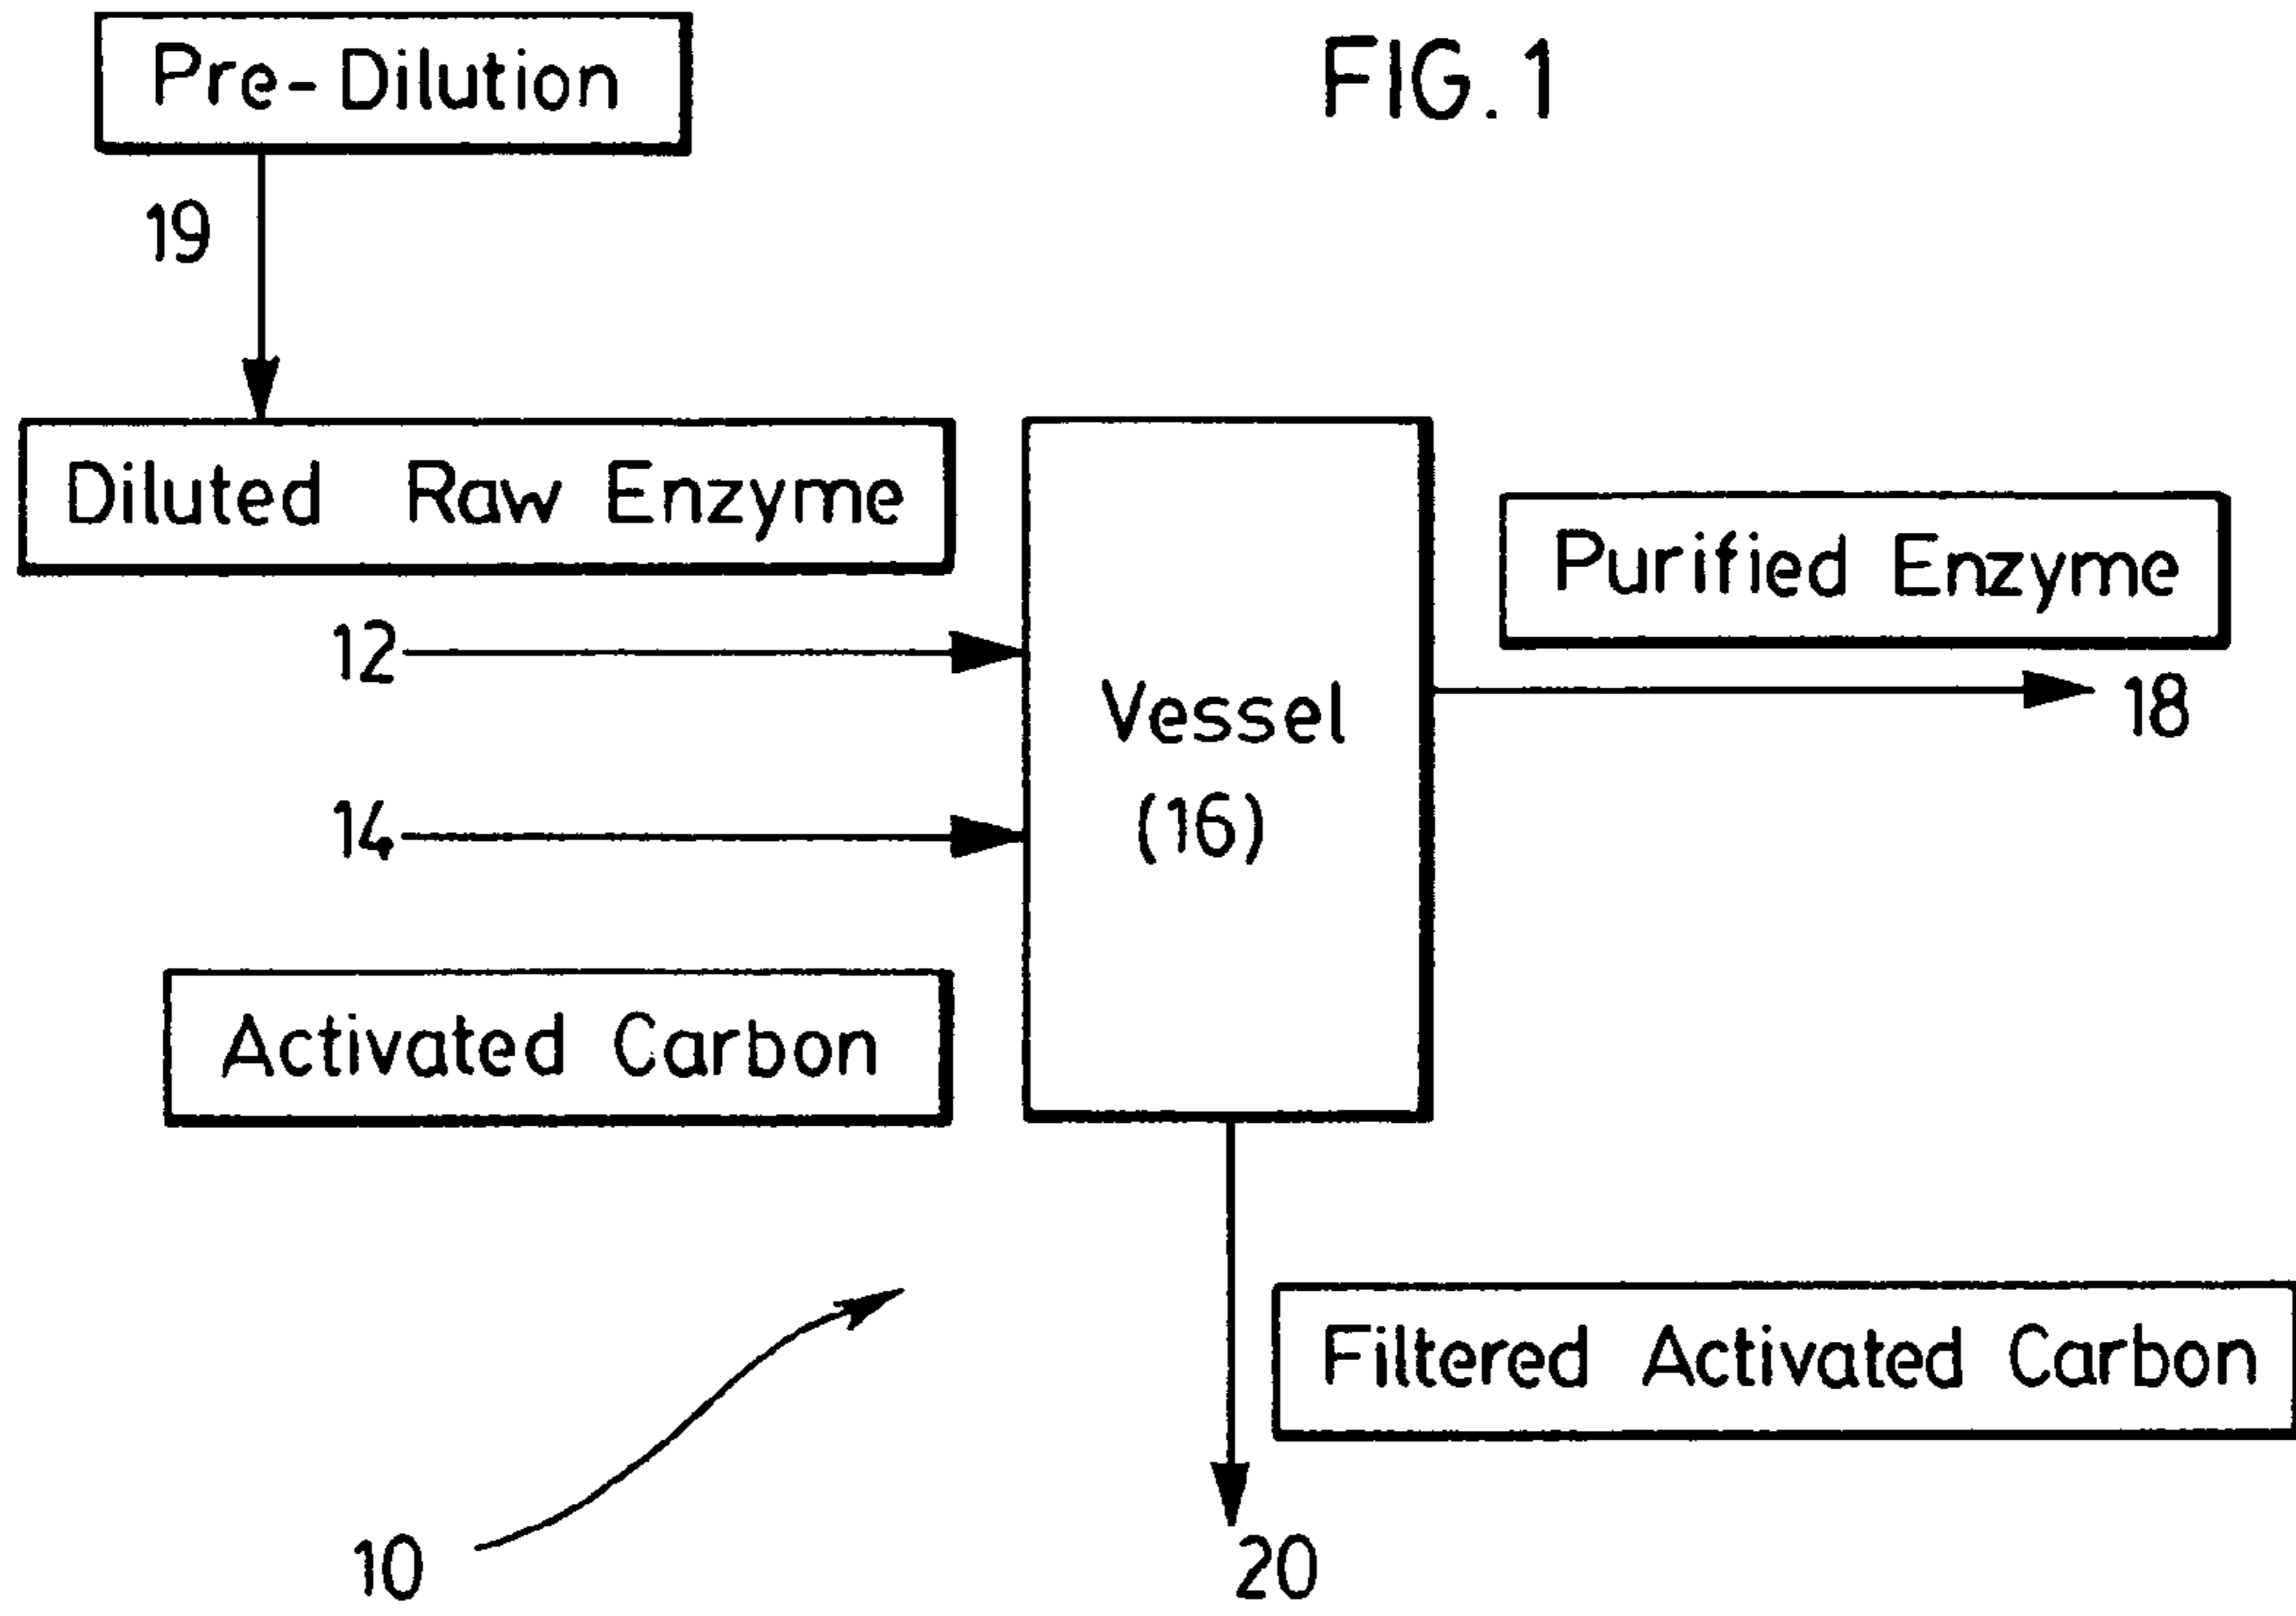 Pre-Dilution
FIG. 1
19
Diluted Raw Enzyme
Purified Enzyme
12
18
Vessel
(16)
14
Activated Carbon
Filtered Activated Carbon
10
20